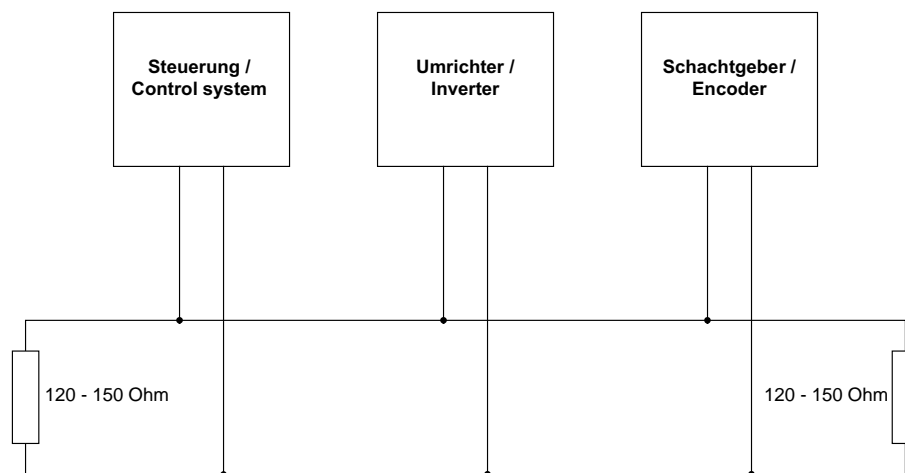 Steuerung /
Control system
Umrichter /
Inverter
Schachtgeber /
Encoder
120 - 150 Ohm
120 - 150 Ohm